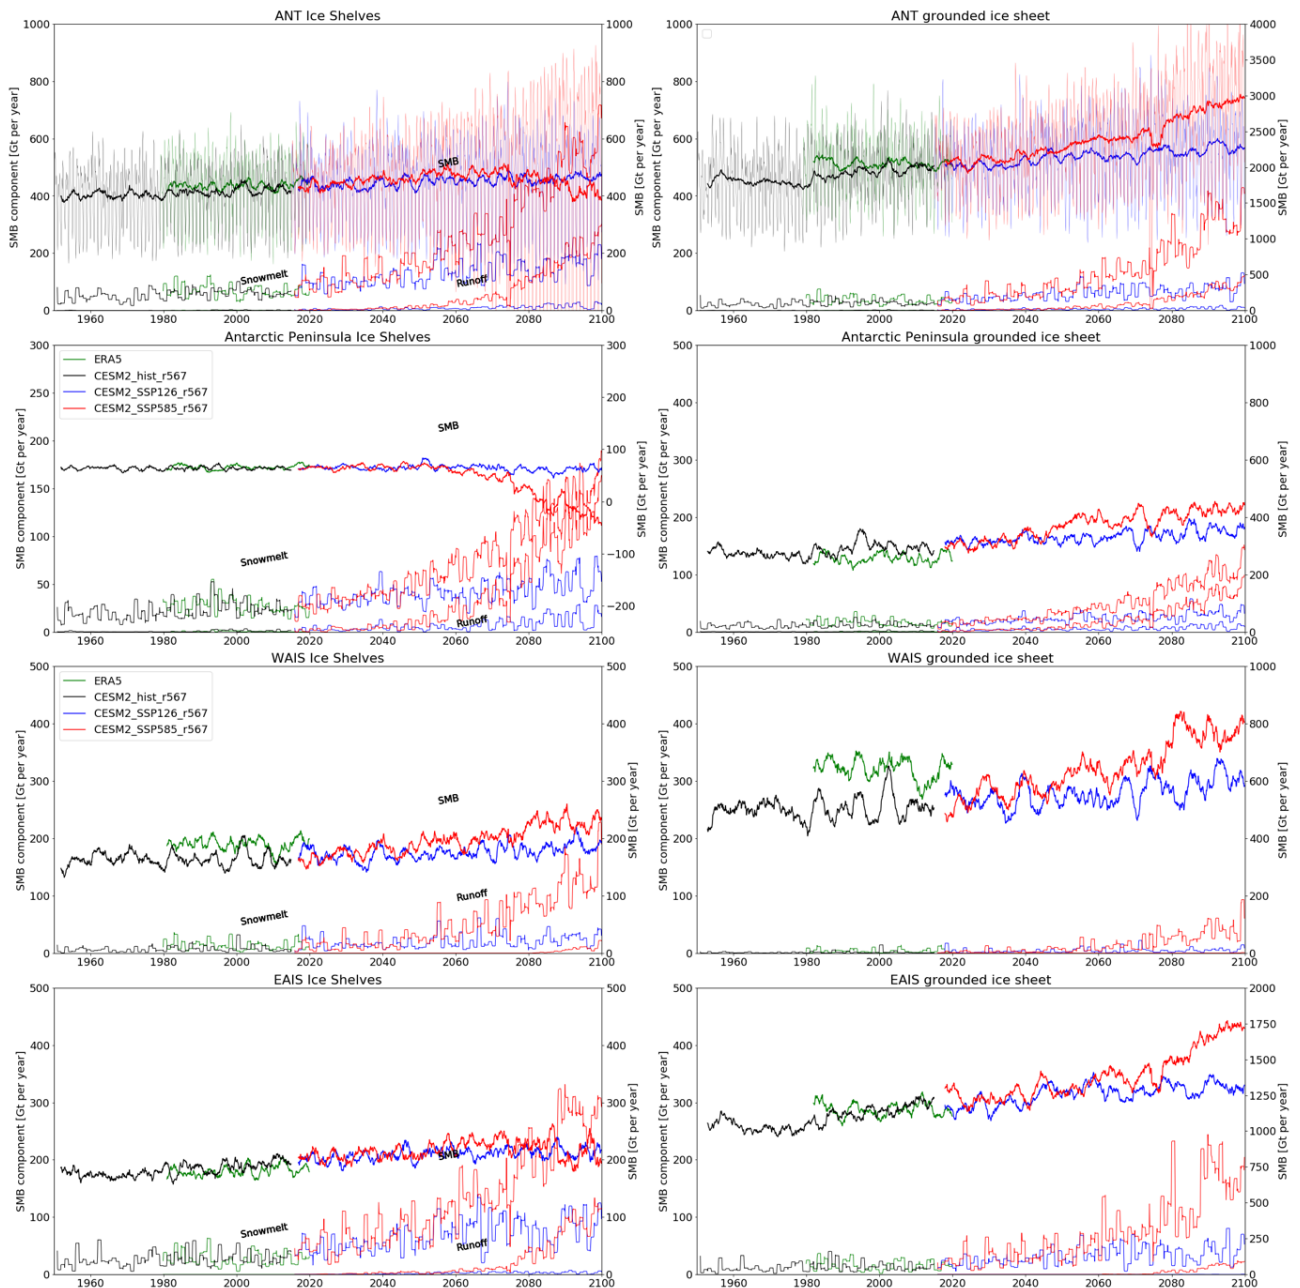 ANT Ice Shelves
SMB component [Gt per year]
1000
800
600
400
200
0
1000
800
600
400
200
0
SMB [Gt per year]
SMB
Snowmelt
Runoff
1960 1980 2000 2020 2040 2060 2080 2100
ANT grounded ice sheet
SMB component [Gt per year]
1000
800
600
400
200
0
4000
3500
3000
2500
2000
1500
1000
500
0
SMB [Gt per year]
1960 1980 2000 2020 2040 2060 2080 2100
Antarctic Peninsula Ice Shelves
SMB component [Gt per year]
300
250
200
150
100
50
0
300
200
100
0
−100
−200
SMB [Gt per year]
ERA5
CESM2_hist_r567
CESM2_SSP126_r567
CESM2_SSP585_r567
SMB
Snowmelt
Runoff
1960 1980 2000 2020 2040 2060 2080 2100
Antarctic Peninsula grounded ice sheet
SMB component [Gt per year]
500
400
300
200
100
0
1000
800
600
400
200
0
SMB [Gt per year]
1960 1980 2000 2020 2040 2060 2080 2100
WAIS Ice Shelves
SMB component [Gt per year]
500
400
300
200
100
0
500
400
300
200
100
0
SMB [Gt per year]
ERA5
CESM2_hist_r567
CESM2_SSP126_r567
CESM2_SSP585_r567
SMB
Runoff
Snowmelt
1960 1980 2000 2020 2040 2060 2080 2100
WAIS grounded ice sheet
SMB component [Gt per year]
500
400
300
200
100
0
1000
800
600
400
200
0
SMB [Gt per year]
1960 1980 2000 2020 2040 2060 2080 2100
EAIS Ice Shelves
SMB component [Gt per year]
500
400
300
200
100
0
500
400
300
200
100
0
SMB [Gt per year]
SMB
Snowmelt
Runoff
1960 1980 2000 2020 2040 2060 2080 2100
EAIS grounded ice sheet
SMB component [Gt per year]
500
400
300
200
100
0
2000
1750
1500
1250
1000
750
500
250
0
SMB [Gt per year]
1960 1980 2000 2020 2040 2060 2080 2100